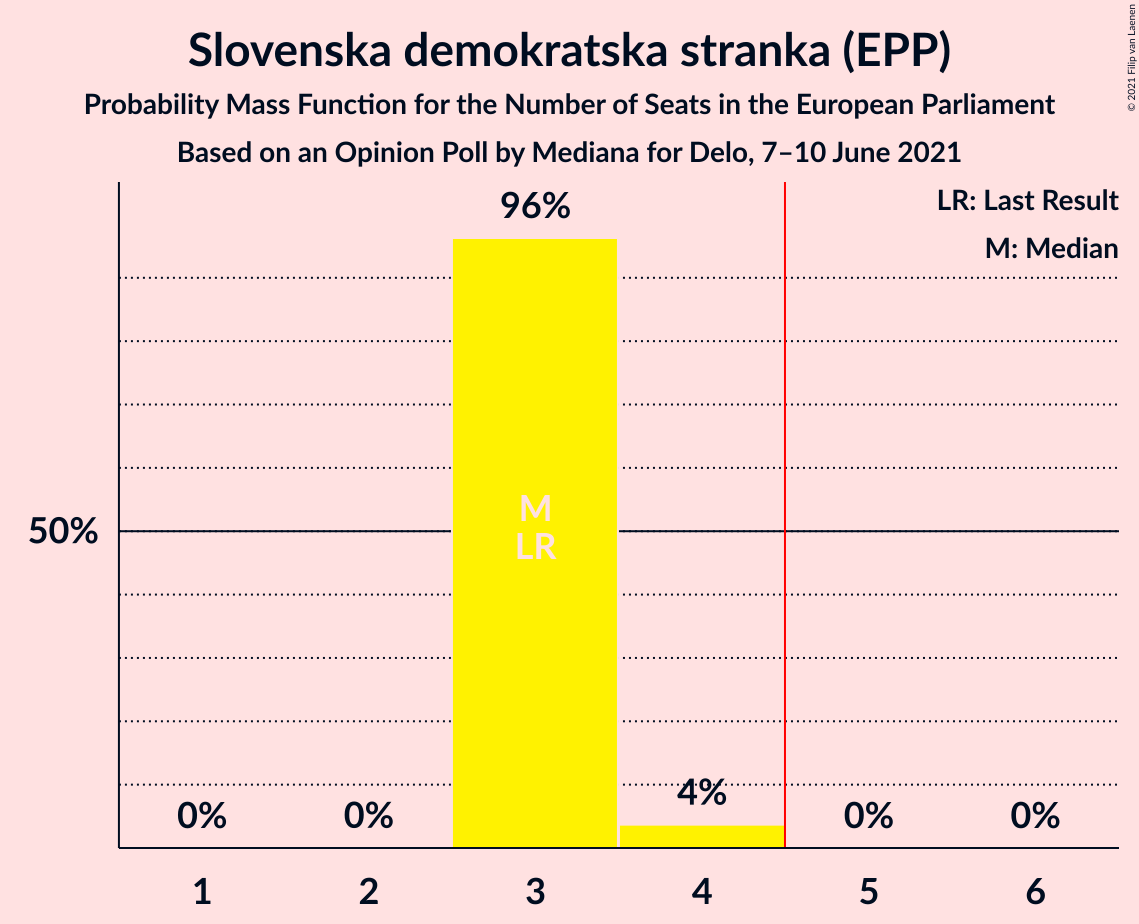 Slovenska demokratska stranka (EPP)
Probability Mass Function for the Number of Seats in the European Parliament
Based on an Opinion Poll by Mediana for Delo, 7–10 June 2021
© 2021 Filip van Laenen
LR: Last Result
M: Median
96%
50%
M
LR
0%
0%
4%
0%
0%
1
2
3
4
5
6